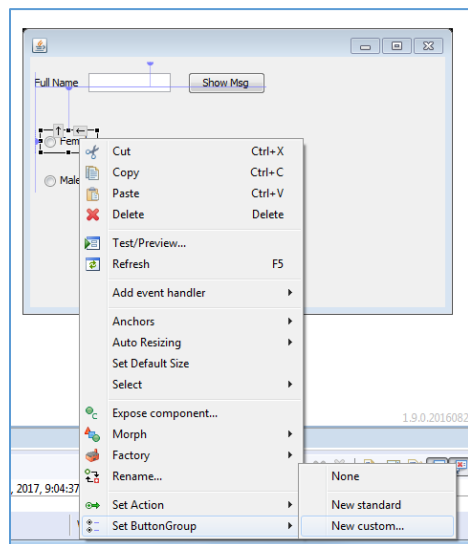 Full Name Show Msg
Fem
Male
Cut Ctrl+X
Copy Ctrl+C
Paste Ctrl+V
Delete Delete
Test/Preview...
Refresh F5
Add event handler
Anchors
Auto Resizing
Set Default Size
Select
Expose component...
1.9.0.2016082
Morph
Factory
Rename... None
, 2017, 9:04:37
Set Action New standard
Set ButtonGroup New custom...